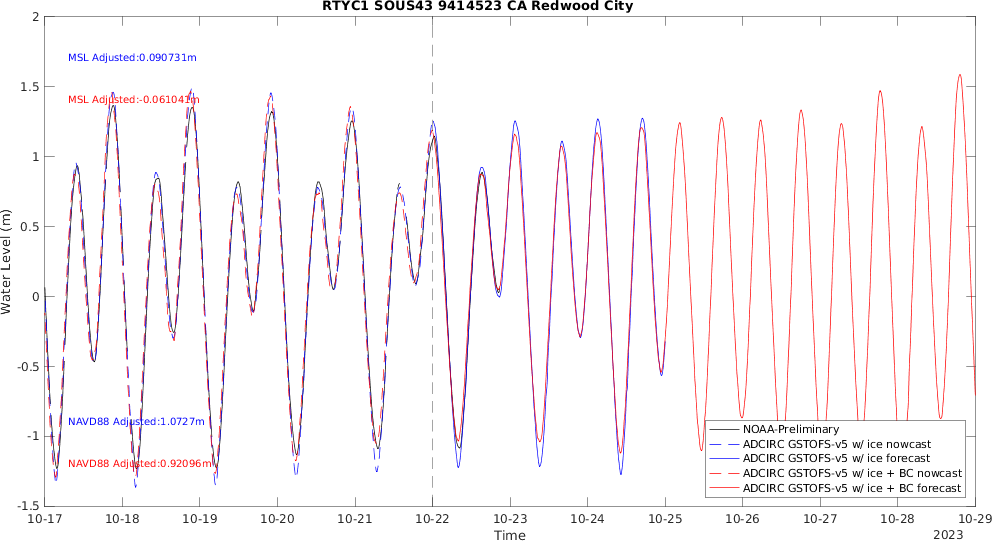 RTYC1 SOUS43 9414523 CA Redwood City
2
1.5
1
0.5
0
-0.5
-1
-1.5
Water Level (m)
MSL Adjusted:0.090731m
MSL Adjusted:-0.061041m
NAVD88 Adjusted:1.0727m
NAVD88 Adjusted:0.92096m
NOAA-Preliminary
ADCIRC GSTOFS-v5 w/ ice nowcast
ADCIRC GSTOFS-v5 w/ ice forecast
ADCIRC GSTOFS-v5 w/ ice + BC nowcast
ADCIRC GSTOFS-v5 w/ ice + BC forecast
10-17 10-18 10-19 10-20 10-21 10-22 10-23 10-24 10-25 10-26 10-27 10-28 10-29
Time
2023